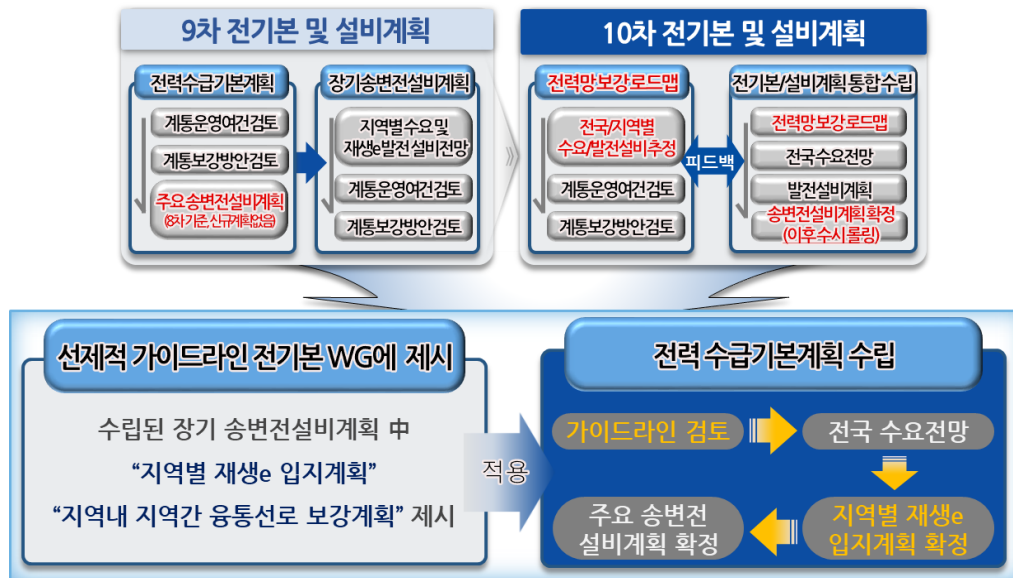 9차 전기본 및 설비계획
전력수급기본계획
계통운영여건검토
계통보강방안검토
주요송변전설비계획
(8차기준,신규계획없음)
장기송변전설비계획
지역별수요및
재생e발전설비전망
계통운영여건검토
계통보강방안검토
10차 전기본 및 설비계획
전력망보강로드맵
전국/지역별
수요/발전설비추정
계통운영여건검토
계통보강방안검토
피드백
전기본/설비계획통합수립
전력망보강로드맵
전국수요전망
발전설비계획
송변전설비계획확정
(이후수시롤링)
선제적 가이드라인 전기본 WG에 제시
수립된 장기 송변전설비계획 中
“지역별 재생e 입지계획”
“지역내 지역간 융통선로 보강계획” 제시
적용
전력 수급기본계획 수립
가이드라인 검토
전국 수요전망
지역별 재생e
입지계획 확정
주요 송변전
설비계획 확정